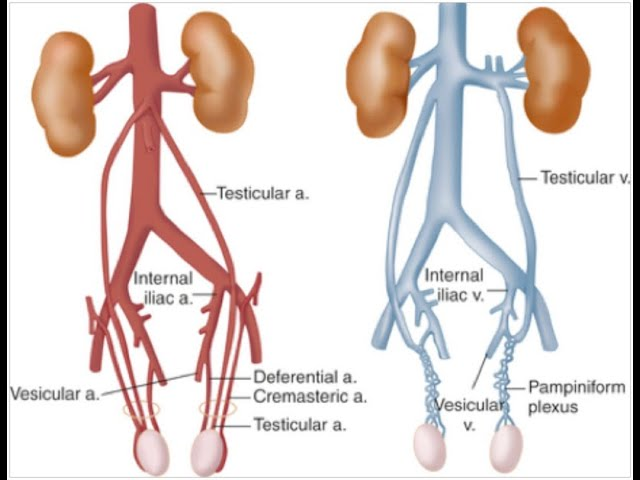 Testicular a.
Internal
iliac a.
Vesicular a.
Deferential a.
Cremasteric a.
Testicular a.
Testicular v.
Internal
iliac v.
Vesicular
v.
Pampiniform
plexus